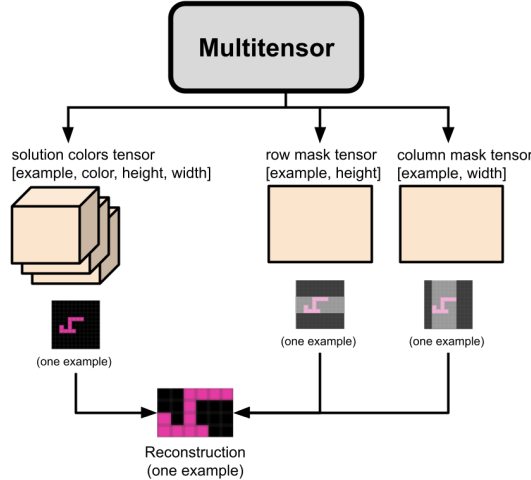 Multitensor
solution colors tensor
[example, color, height, width]
row mask tensor
[example, height]
column mask tensor
[example, width]
(one example)
(one example)
(one example)
Reconstruction
(one example)